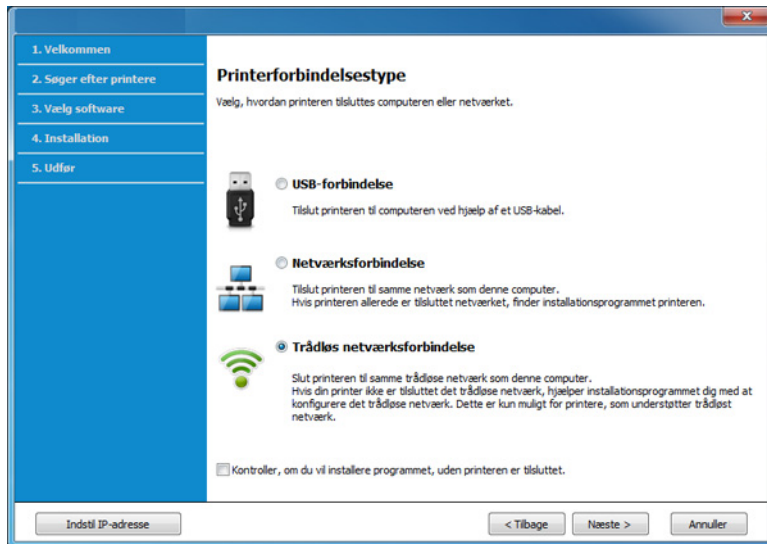 1. Velkommen
2. Søger efter printere
3. Vælg software
4. Installation
5. Udfør
Printerforbindelsestype
Vælg, hvordan printeren tilsluttes computeren eller netværket.
USB-forbindelse
Tilslut printeren til computeren ved hjælp af et USB-kabel.
Netværksforbindelse
Tilslut printeren til samme netværk som denne computer.
Hvis printeren allerede er tilsluttet netværket, finder installationsprogrammet printeren.
Trådløs netværksforbindelse
Slut printeren til samme trådløse netværk som denne computer.
Hvis din printer ikke er tilsluttet det trådløse netværk, hjælper installationsprogrammet dig med at
konfigurere det trådløse netværk. Dette er kun muligt for printere, som understøtter trådløst
netværk.
Kontroller, om du vil installere programmet, uden printeren er tilsluttet.
Indstil IP-adresse
< Tilbage
Næste >
Annuller